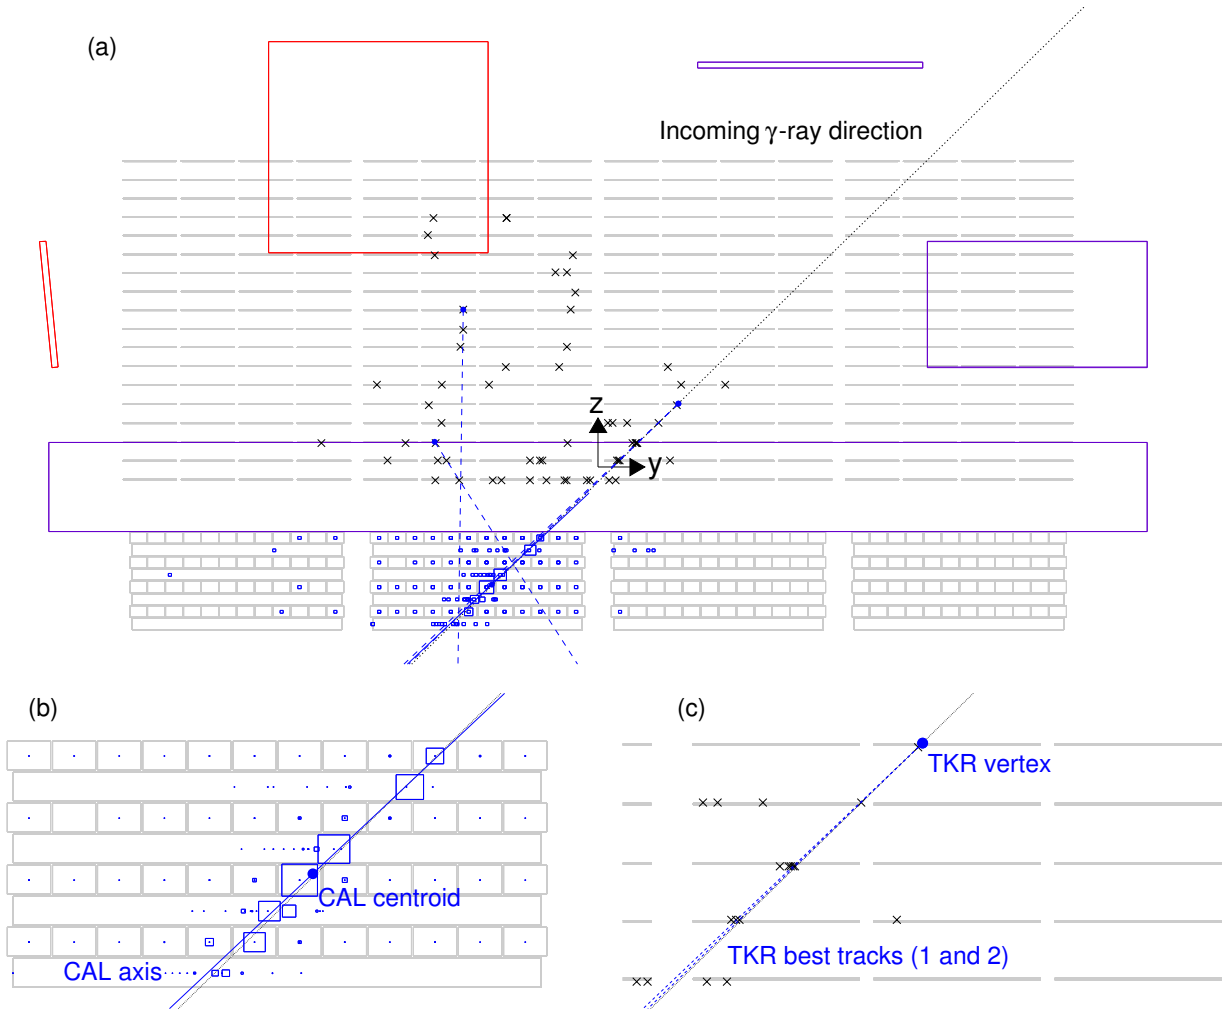 (a)
Incoming γ-ray direction
z
y
(b)
CAL centroid
CAL axis
(c)
TKR vertex
TKR best tracks (1 and 2)